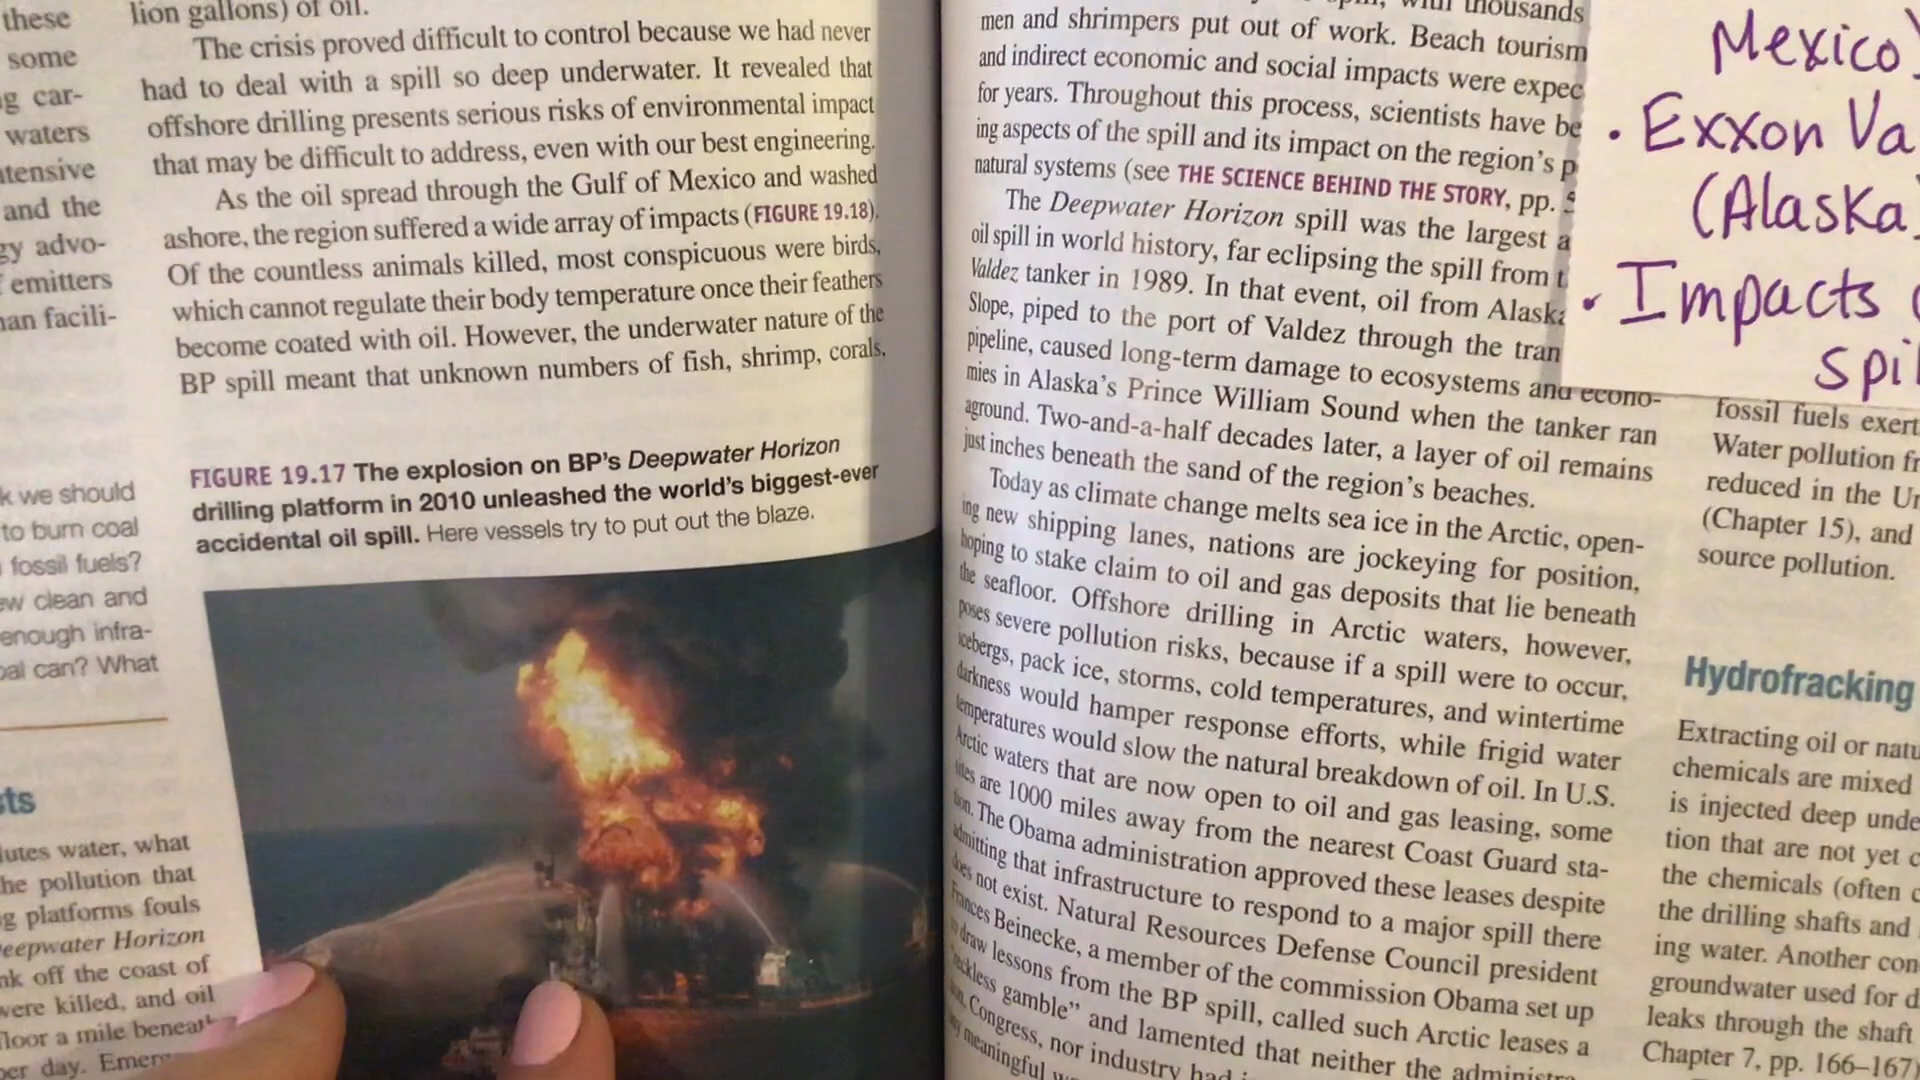 these
some
car-
waters
and the
gy advo-
emitters
an facili-
k we should
to burn coal
fossil fuels?
ew clean and
enough infra-
al can? What
sts
lutes water, what
he pollution that
g platforms fouls
eepwater Horizon
nk off the coast of
were killed, and oil
floor a mile beneath
per day.
lion gallons) of oil.
The crisis proved difficult to control because we had never
had to deal with a spill so deep underwater. It revealed that
offshore drilling presents serious risks of environmental impact
that may be difficult to address, even with our best engineering.
As the oil spread through the Gulf of Mexico and washed
ashore, the region suffered a wide array of impacts (FIGURE 19.18).
Of the countless animals killed, most conspicuous were birds,
which cannot regulate their body temperature once their feathers
become coated with oil. However, the underwater nature of the
BP spill meant that unknown numbers of fish, shrimp, corals,
FIGURE 19.17 The explosion on BP's Deepwater Horizon
drilling platform in 2010 unleashed the world's biggest-ever
accidental oil spill. Here vessels try to put out the blaze.
with thousands
men and shrimpers put out of work. Beach tourism
and indirect economic and social impacts were expec
for years. Throughout this process, scientists have be
ing aspects of the spill and its impact on the region's p
natural systems (see THE SCIENCE BEHIND THE STORY, pp.
The Deepwater Horizon spill was the largest a
oil spill in world history, far eclipsing the spill from t
Valdez tanker in 1989. In that event, oil from Alaska
Slope, piped to the port of Valdez through the tran
pipeline, caused long-term damage to ecosystems and econo-
mies in Alaska's Prince William Sound when the tanker ran
aground. Two-and-a-half decades later, a layer of oil remains
just inches beneath the sand of the region's beaches.
Today as climate change melts sea ice in the Arctic, open-
ing new shipping lanes, nations are jockeying for position,
hoping to stake claim to oil and gas deposits that lie beneath
the seafloor. Offshore drilling in Arctic waters, however,
poses severe pollution risks, because if a spill were to occur,
icebergs, pack ice, storms, cold temperatures, and wintertime
darkness would hamper response efforts, while frigid water
temperatures would slow the natural breakdown of oil. In U.S.
Arctic waters that are now open to oil and gas leasing, some
sites are 1000 miles away from the nearest Coast Guard sta-
tion. The Obama administration approved these leases despite
admitting that infrastructure to respond to a major spill there
does not exist. Natural Resources Defense Council president
Frances Beinecke, a member of the commission Obama set up
to draw lessons from the BP spill, called such Arctic leases a
reckless gamble" and lamented that neither the administra-
Congress, nor industry had
meaningful
Mexico)
• Exxon Va
(Alaska)
• Impacts
spil
fossil fuels exert
Water pollution fr
reduced in the Un
(Chapter 15), and
source pollution.
Hydrofracking
Extracting oil or natu
chemicals are mixed
is injected deep unde
tion that are not yet c
the chemicals (often c
the drilling shafts and
ing water. Another con
groundwater used for d
leaks through the shaft
Chapter 7, pp. 166–167)